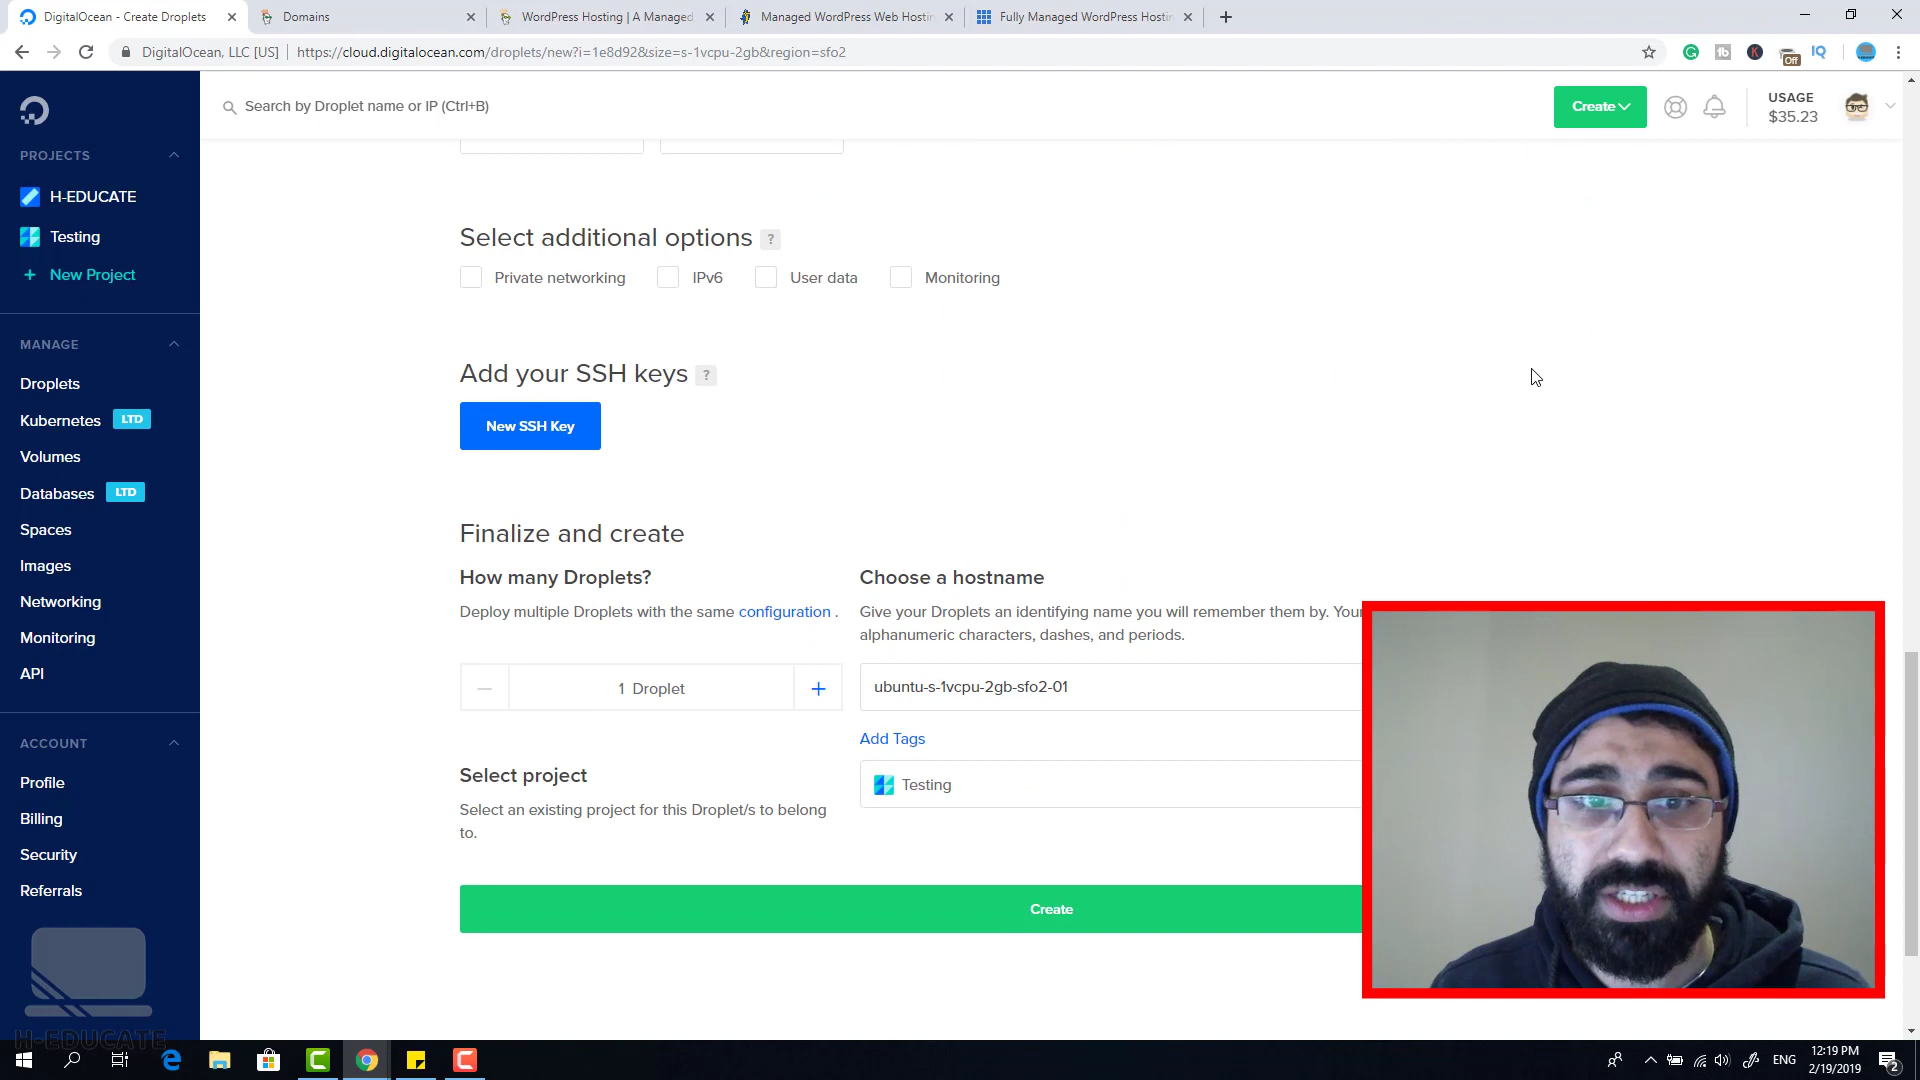 DigitalOcean - Create Droplets
Domains
WordPress Hosting | A Managed
Managed WordPress Web Hostin
Fully Managed WordPress Hostin
DigitalOcean, LLC [US]
https://cloud.digitalocean.com/droplets/new?i=1e8d92&size=s-1vcpu-2gb&region=sfo2
Off
Search by Droplet name or IP (Ctrl+B)
Create
USAGE
$35.23
PROJECTS
H-EDUCATE
Testing
+ New Project
MANAGE
Droplets
Kubernetes LTD
Volumes
Databases LTD
Spaces
Images
Networking
Monitoring
API
ACCOUNT
Profile
Billing
Security
Referrals
H-EDUCATE
Select additional options ?
Private networking
IPv6
User data
Monitoring
Add your SSH keys ?
New SSH Key
Finalize and create
How many Droplets?
Deploy multiple Droplets with the same configuration .
1 Droplet
Choose a hostname
Give your Droplets an identifying name you will remember them by. Your
alphanumeric characters, dashes, and periods.
ubuntu-s-1vcpu-2gb-sfo2-01
Add Tags
Select project
Select an existing project for this Droplet/s to belong
to.
Testing
Create
ENG
12:19 PM
2/19/2019
2